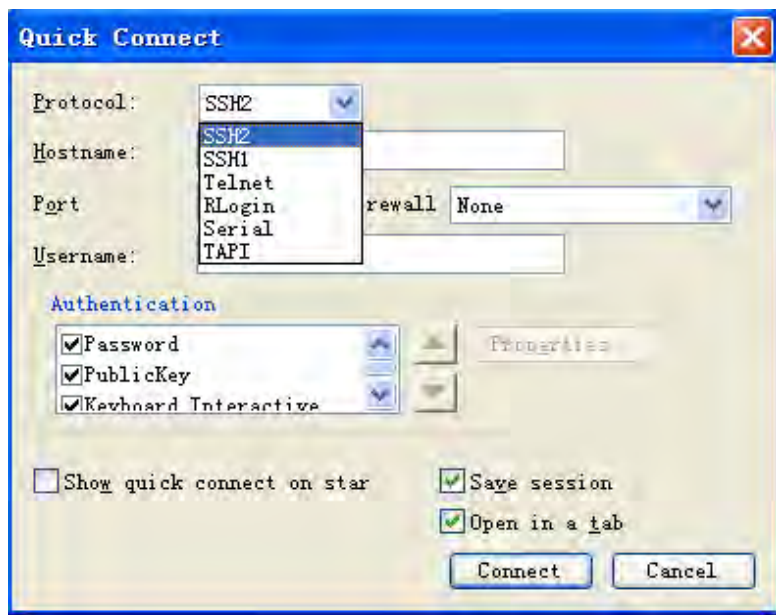 Quick Connect
Protocol: SSH2
SSH2
Hostname:
SSH1
Telnet
Port RLogin rewall None
Serial
Username: TAPI
Authentication
Password Properties
PublicKey
Keyboard Interactive
Show quick connect on star Save session
Open in a tab
Connect Cancel